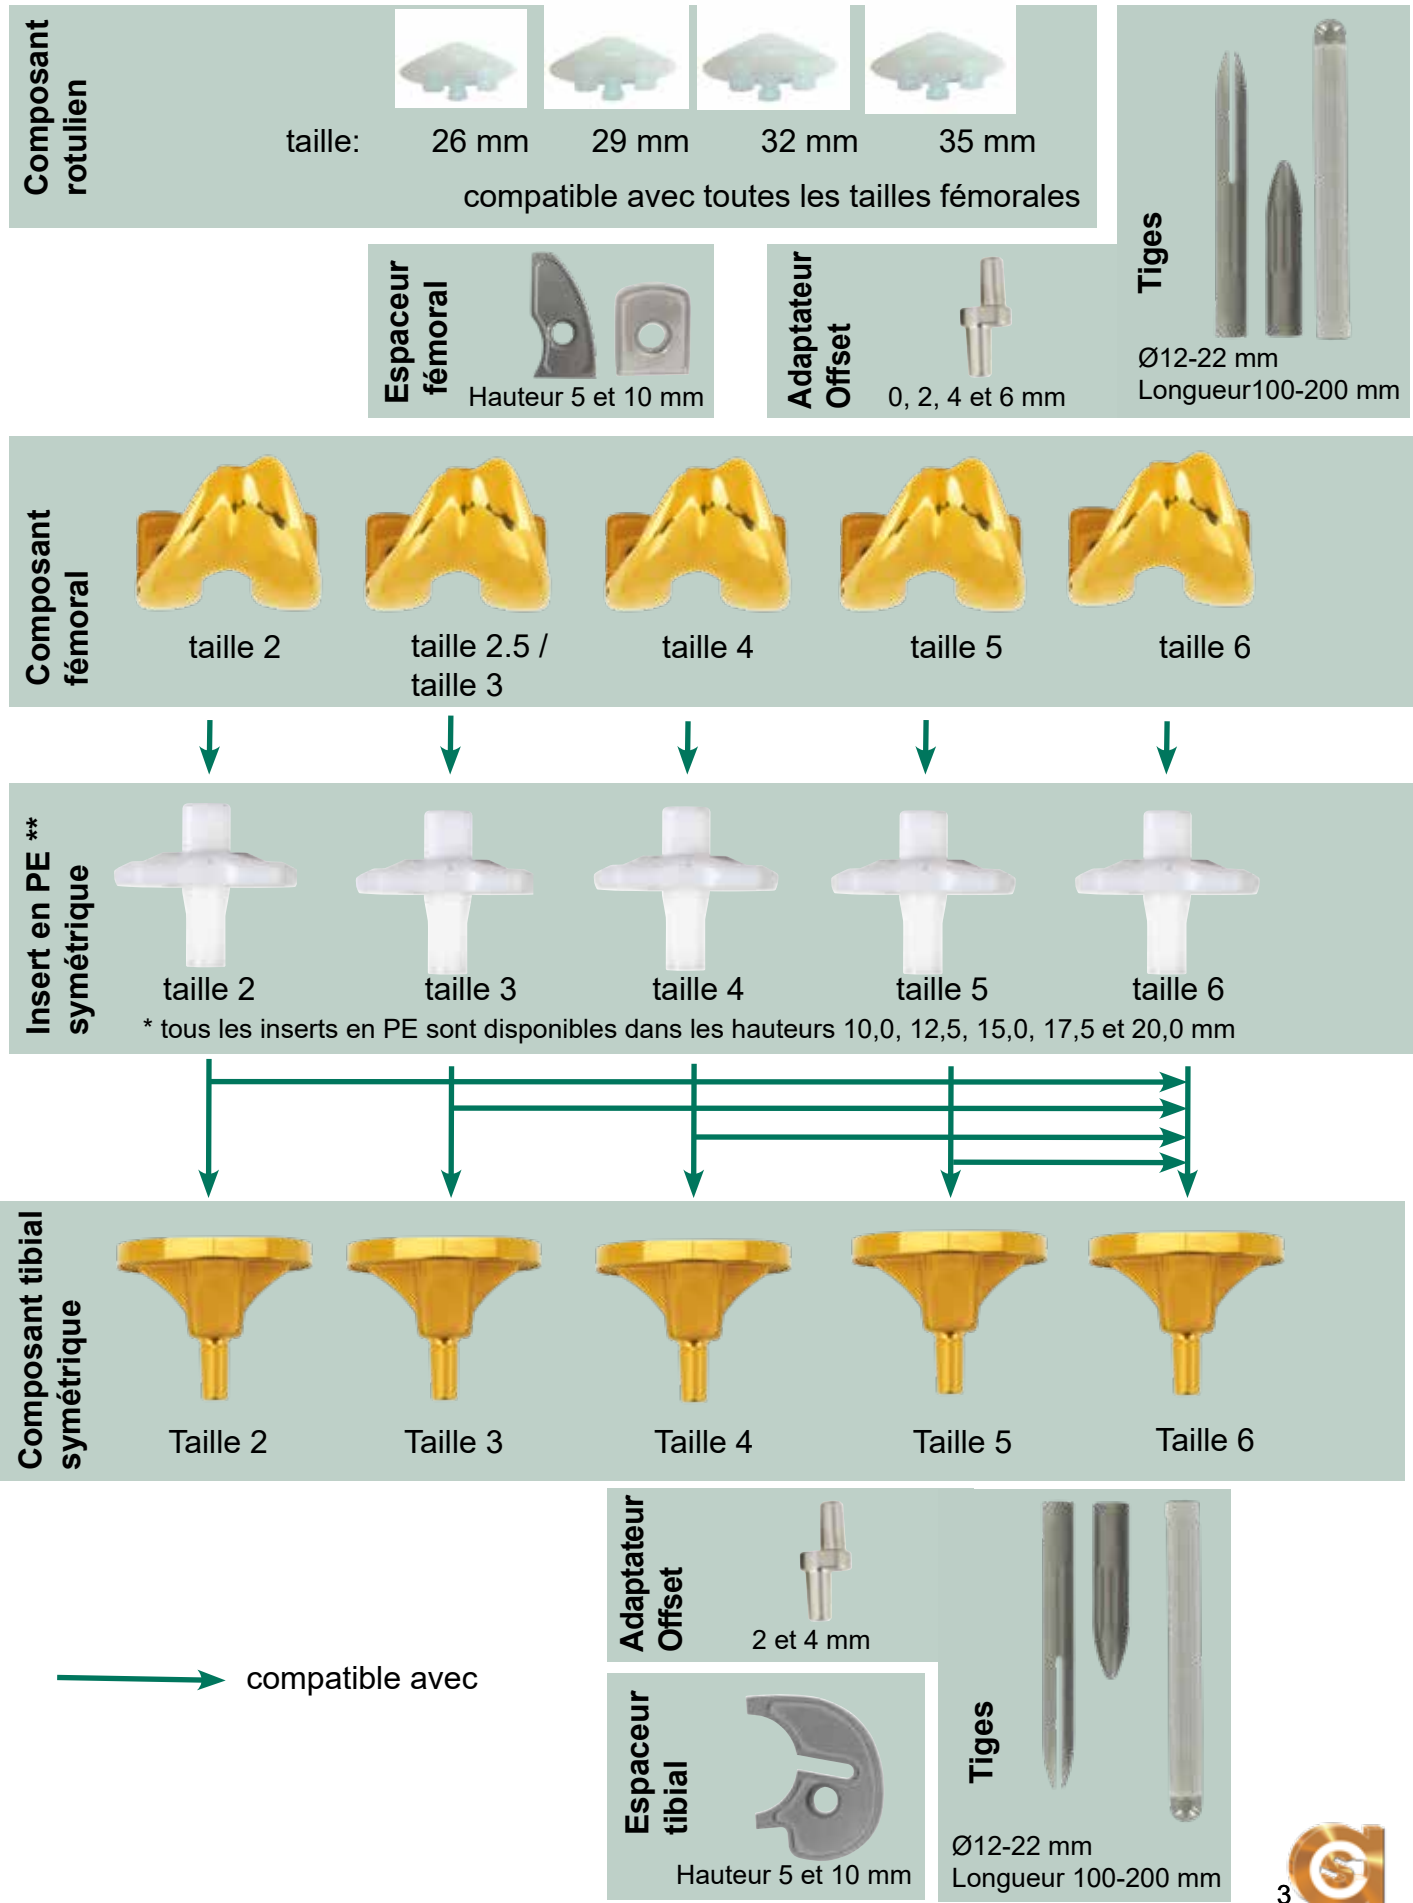 Composant
rotulien
taille:
26 mm
29 mm
32 mm
35 mm
compatible avec toutes les tailles fémorales
Espaceur
fémoral
Hauteur 5 et 10 mm
Adaptateur
Offset
0, 2, 4 et 6 mm
Tiges
Ø12-22 mm
Longueur100-200 mm
Composant
fémoral
taille 2
taille 2.5 /
taille 3
taille 4
taille 5
taille 6
Insert en PE **
symétrique
taille 2
taille 3
taille 4
taille 5
taille 6
* tous les inserts en PE sont disponibles dans les hauteurs 10,0, 12,5, 15,0, 17,5 et 20,0 mm
Composant tibial
symétrique
Taille 2
Taille 3
Taille 4
Taille 5
Taille 6
Adaptateur
Offset
2 et 4 mm
compatible avec
Espaceur
tibial
Hauteur 5 et 10 mm
Tiges
Ø12-22 mm
Longueur 100-200 mm
3